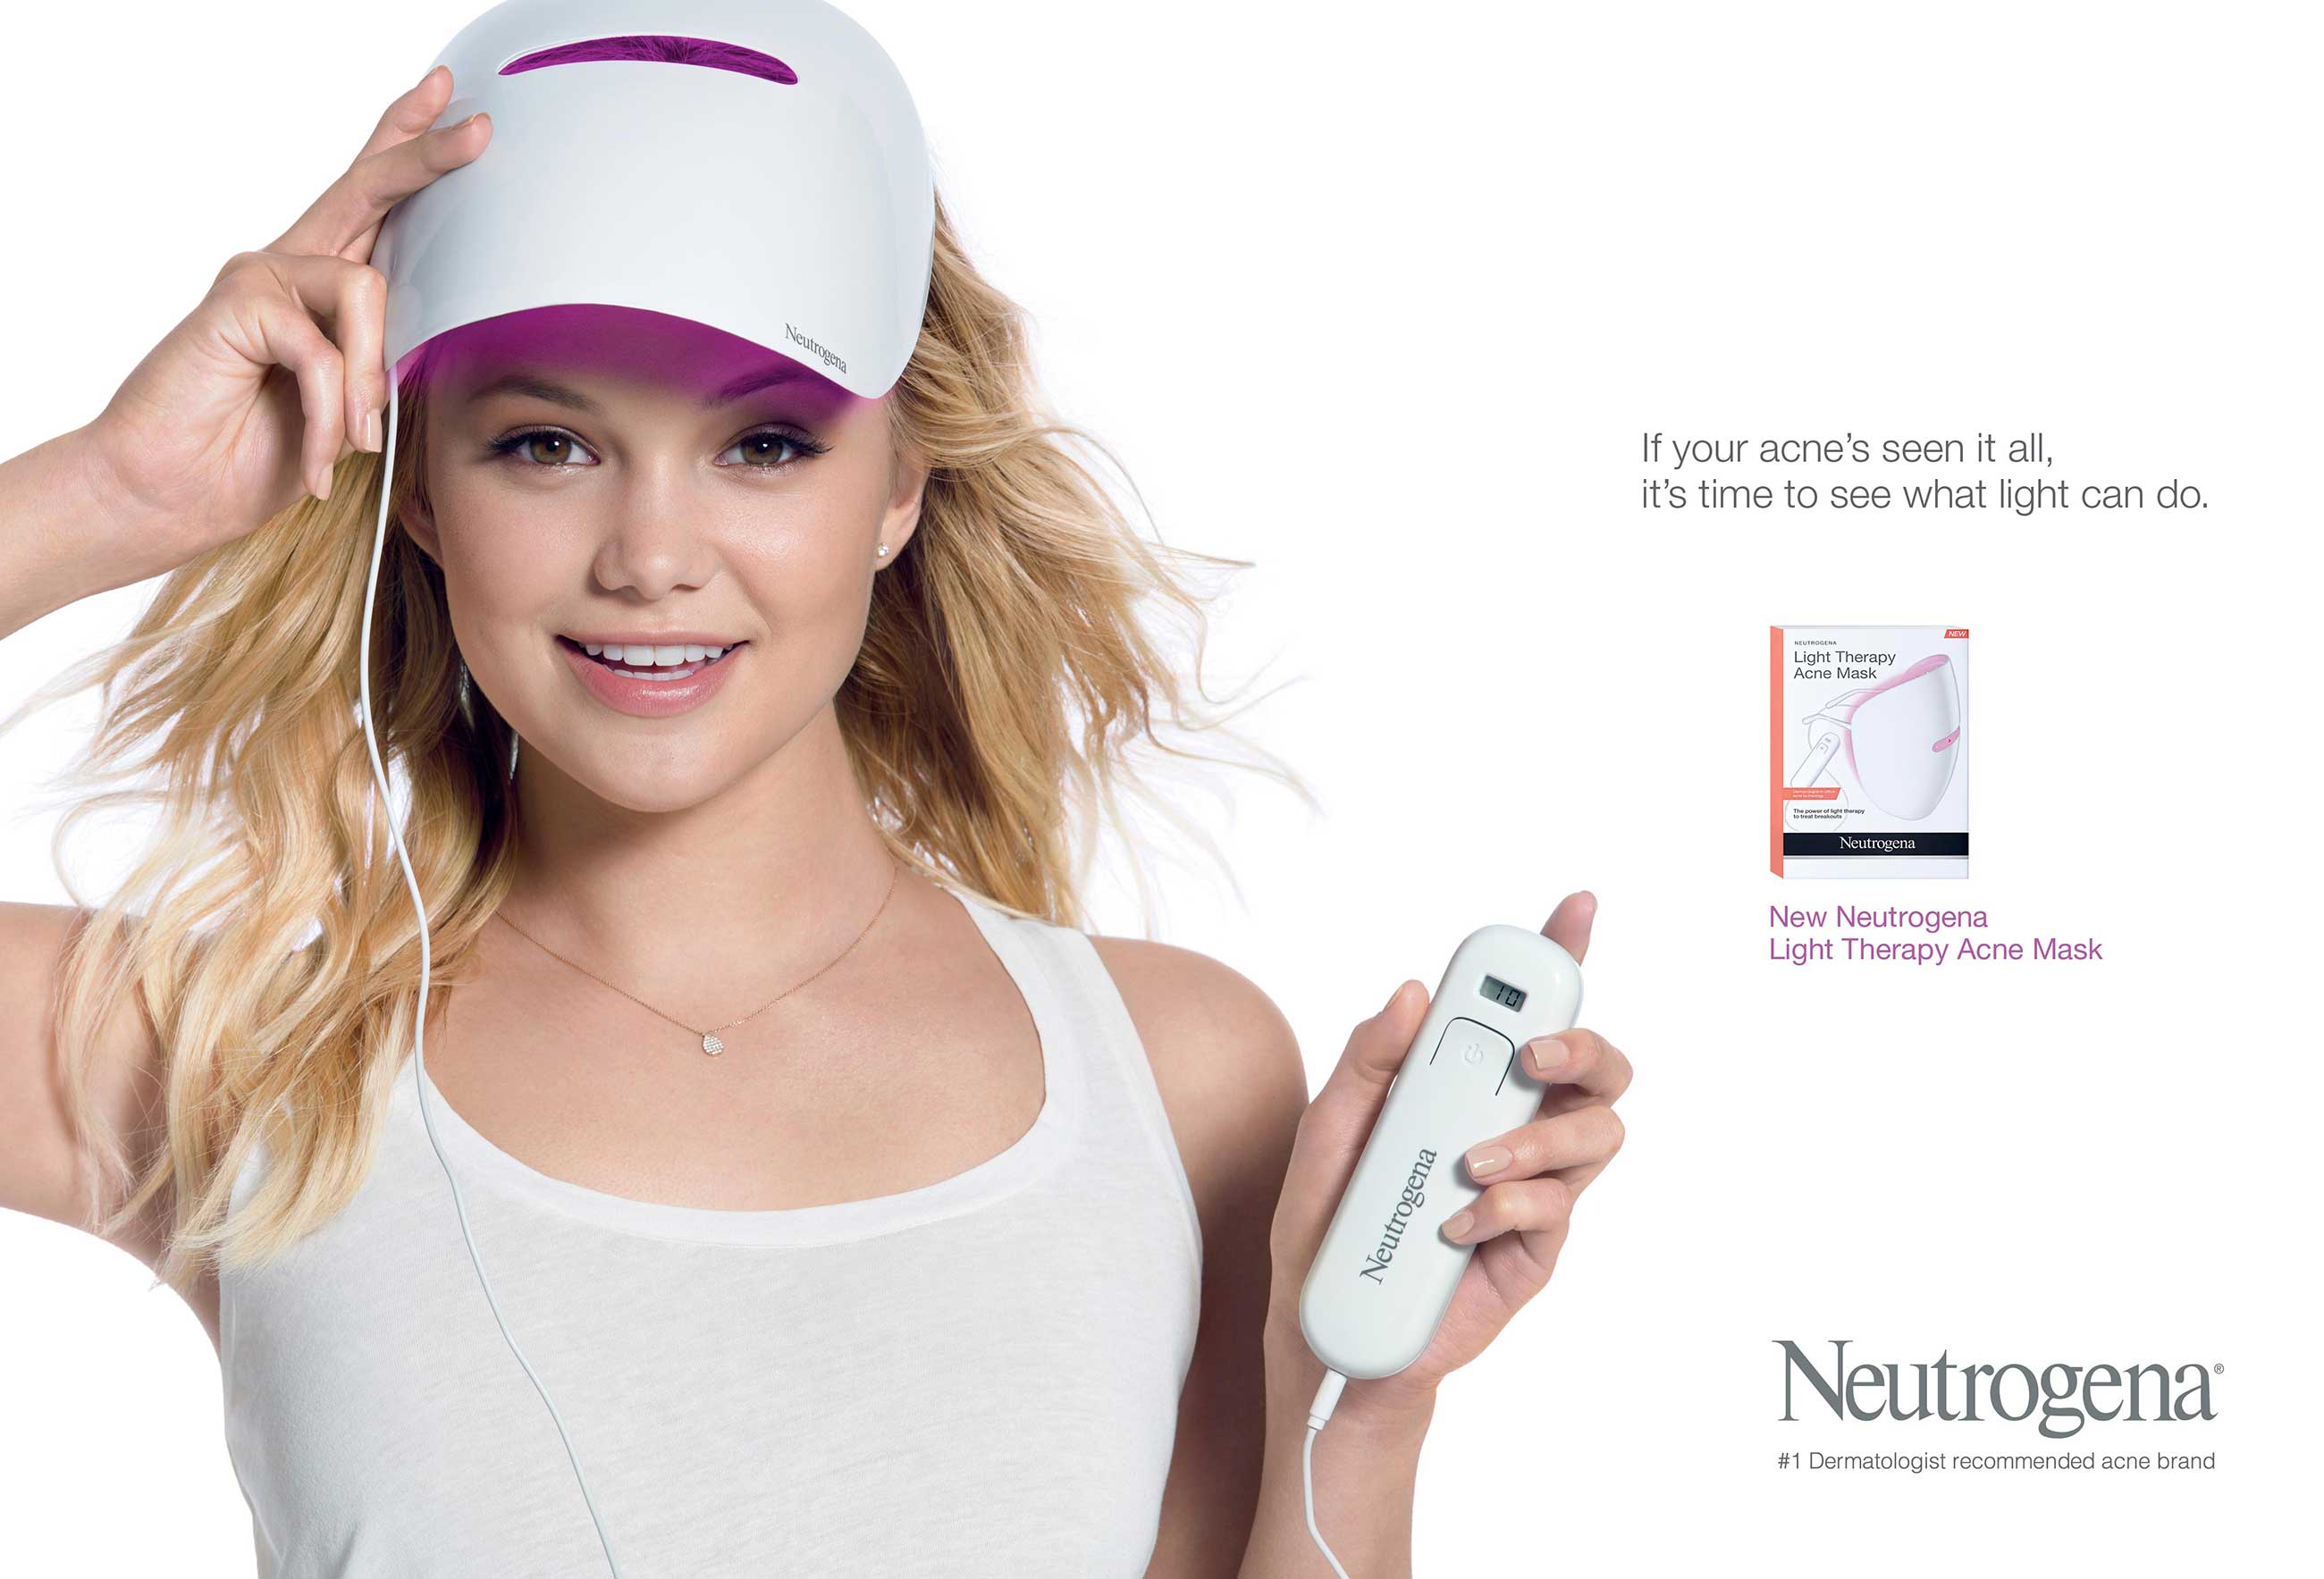 Neutrogena
If your acne's seen it all,
it's time to see what light can do.
NEW
NEUTROGENA
Light Therapy
Acne Mask
The power of light therapy
to treat breakouts
Neutrogena
New Neutrogena
Light Therapy Acne Mask
10
Neutrogena
Neutrogena®
#1 Dermatologist recommended acne brand